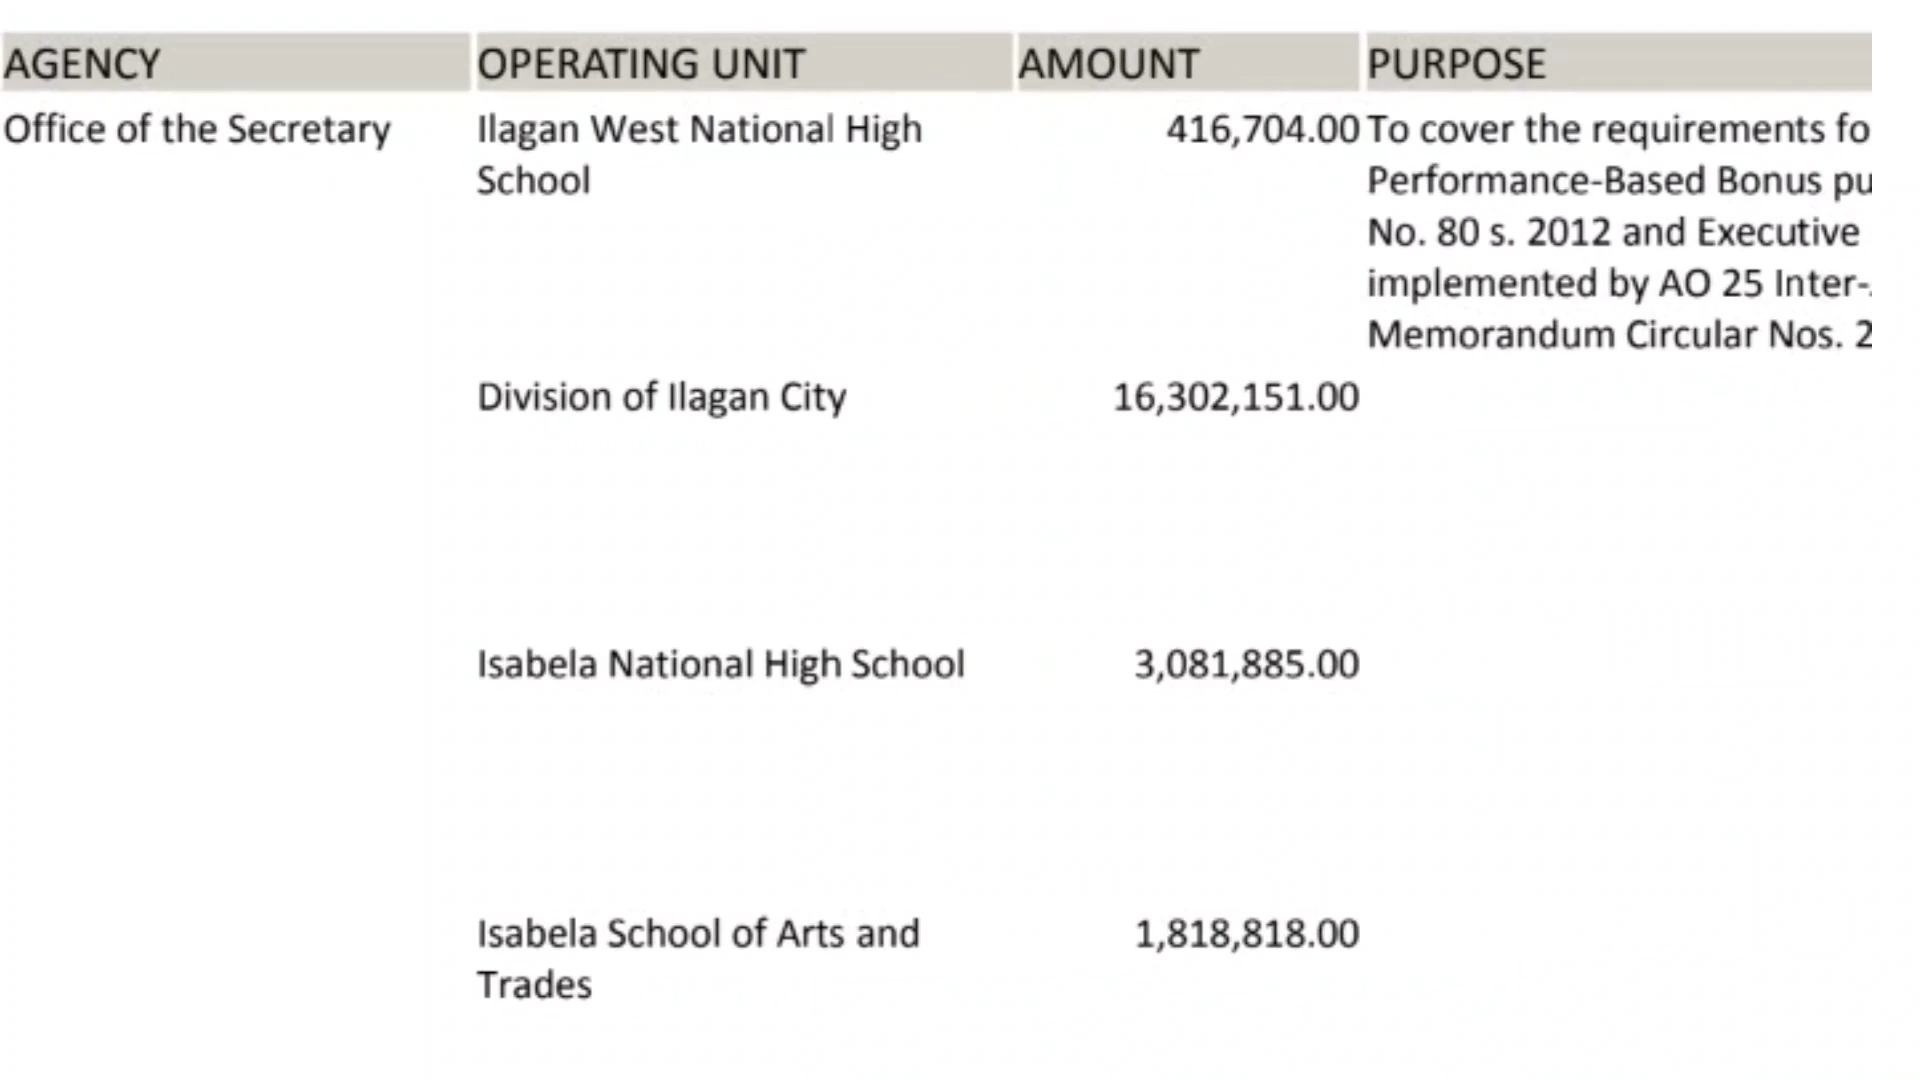 AGENCY OPERATING UNIT AMOUNT PURPOSE
Office of the Secretary Ilagan West National High 416,704.00 To cover the requirements fo
School Performance-Based Bonus pu
No. 80 s. 2012 and Executive
implemented by AO 25 Inter-
Memorandum Circular Nos. 2
Division of Ilagan City 16,302,151.00
Isabela National High School 3,081,885.00
Isabela School of Arts and 1,818,818.00
Trades